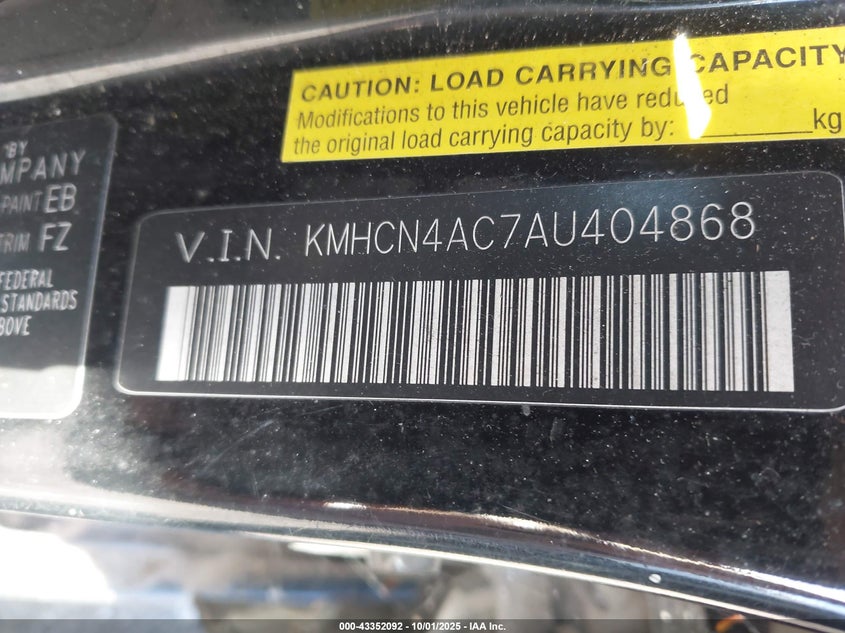 CAUTION: LOAD CARRYING CAPACITY
Modifications to this vehicle have reduced
the original load carrying capacity by: ________kg
BY
MPANY
PAINT EB
TRIM FZ
FEDERAL
STANDARDS
BOVE
V.I.N. KMHCN4AC7AU404868
000-43352092 - 10/01/2025 - IAA Inc.